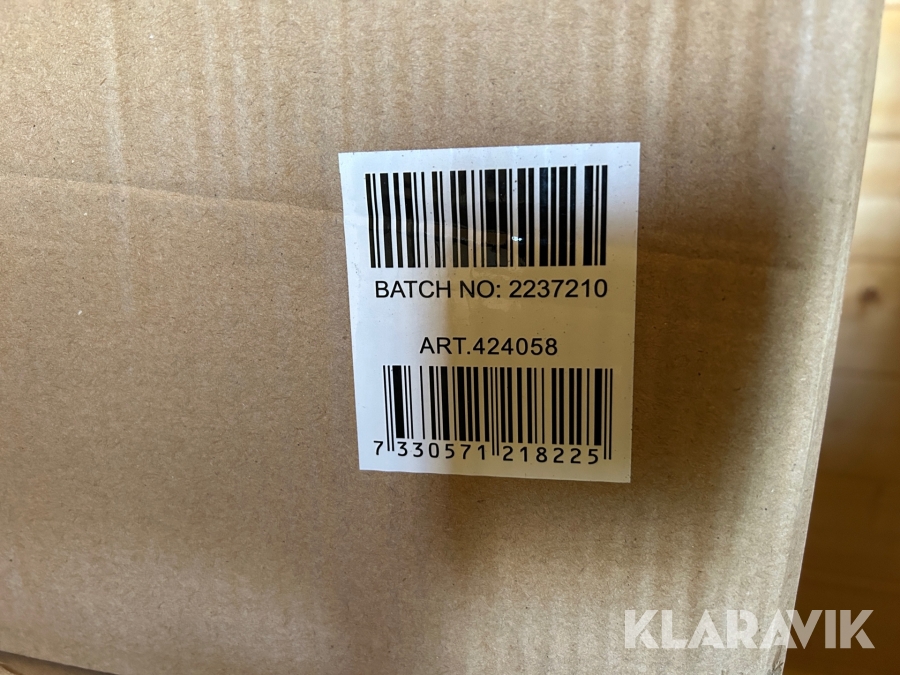 BATCH NO: 2237210
ART.424058
7 330571 218225
KLARAVIK